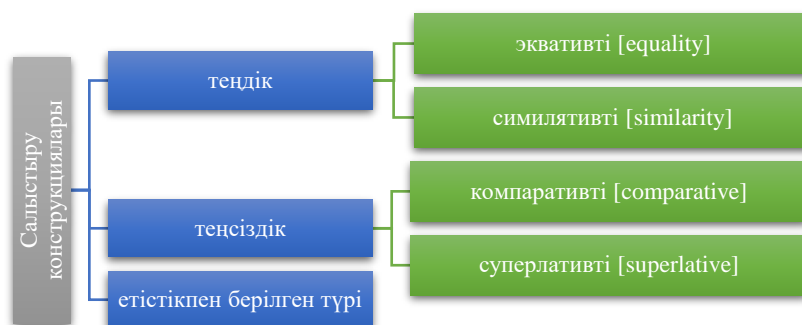 Салыстыру
конструкциялары
теңдік
эквативті [equality]
симилятивті [similarity]
теңсіздік
компаративті [comparative]
суперлативті [superlative]
етістікпен берілген түрі